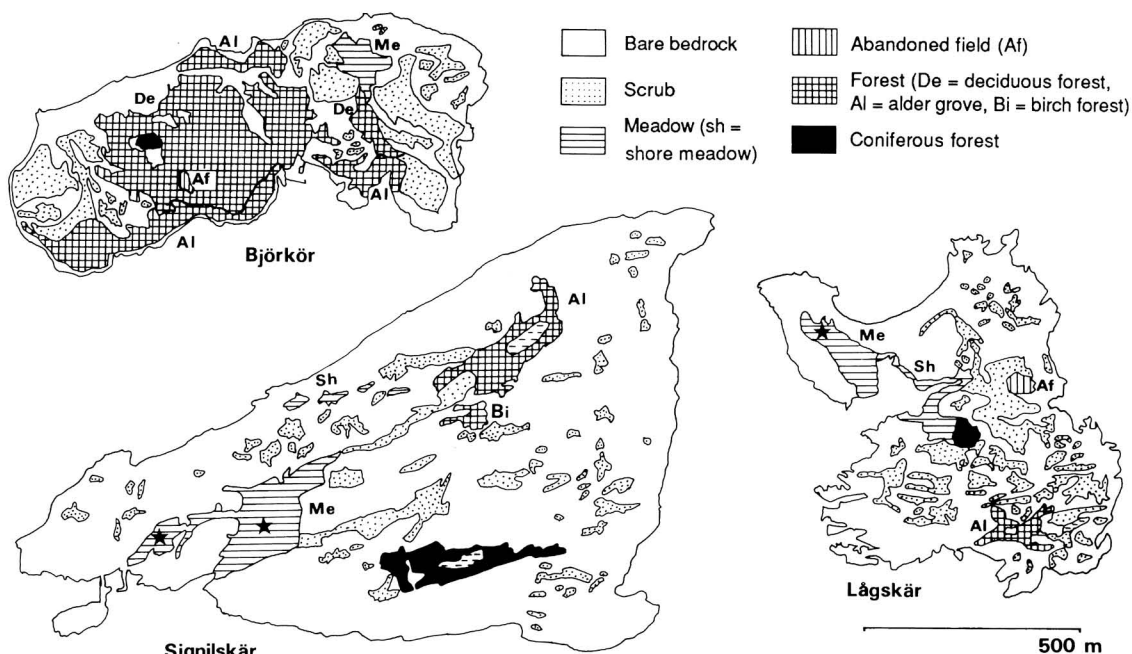 Al
Me
De
De
Af
Al
Al
Björkör
Bare bedrock
Scrub
Meadow (sh =
shore meadow)
Abandoned field (Af)
Forest (De = deciduous forest,
Al = alder grove, Bi = birch forest)
Coniferous forest
Al
Sh
Bi
Me
Signilskär
Me
Sh
Af
Al
Lågskär
500 m